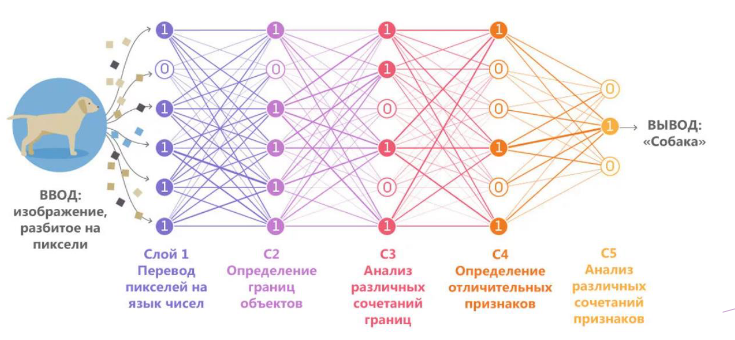 1
1
1
1
0
0
0
1
1
0
0
0
1
1
0
0
1
ВЫВОД:
«Собака»
1
1
1
1
0
1
1
0
0
ВВОД:
изображение,
разбитое на
пиксели
1
1
1
1
Слой 1
Перевод
пикселей на
язык чисел
С2
Определение
границ
объектов
С3
Анализ
различных
сочетаний
границ
С4
Определение
отличительных
признаков
С5
Анализ
различных
сочетаний
признаков